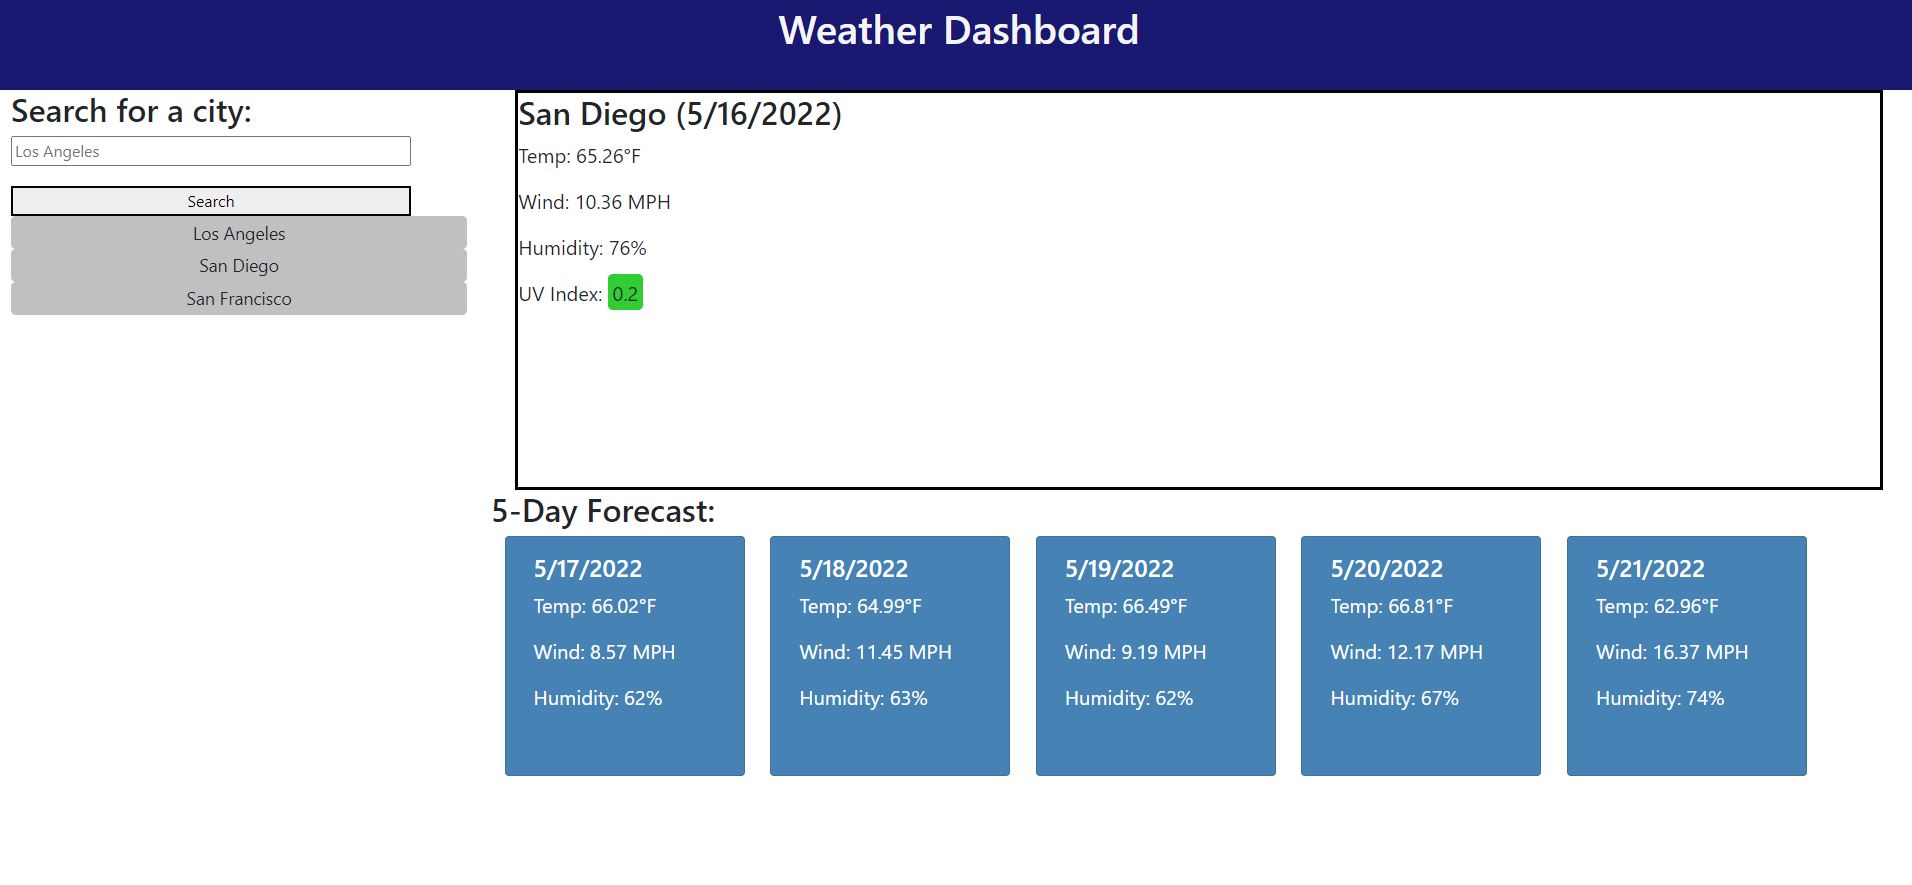 Weather Dashboard
Search for a city:
Los Angeles
Search
Los Angeles
San Diego
San Francisco
San Diego (5/16/2022)
Temp: 65.26°F
Wind: 10.36 MPH
Humidity: 76%
UV Index: 0.2
5-Day Forecast:
5/17/2022
Temp: 66.02°F
Wind: 8.57 MPH
Humidity: 62%
5/18/2022
Temp: 64.99°F
Wind: 11.45 MPH
Humidity: 63%
5/19/2022
Temp: 66.49°F
Wind: 9.19 MPH
Humidity: 62%
5/20/2022
Temp: 66.81°F
Wind: 12.17 MPH
Humidity: 67%
5/21/2022
Temp: 62.96°F
Wind: 16.37 MPH
Humidity: 74%